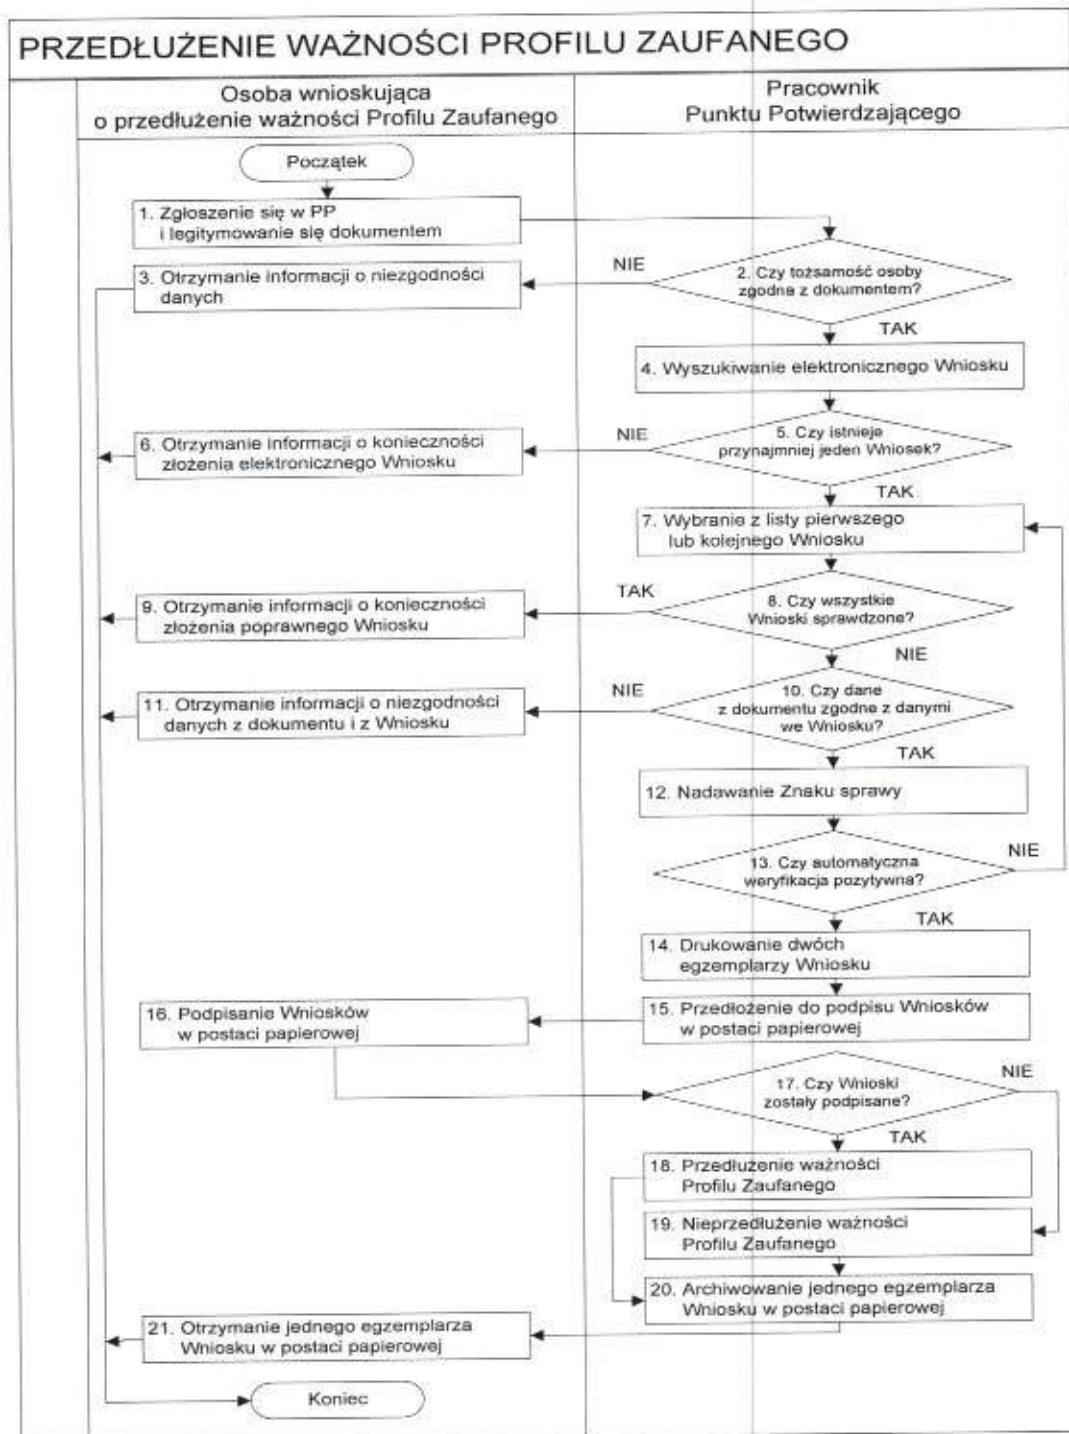 PRZEDŁUŻENIE WAŻNOŚCI PROFILU ZAUFANEGO
Osoba wnioskująca
o przedłużenie ważności Profilu Zaufanego
Pracownik
Punktu Potwierdzającego
Początek
1. Zgłoszenie się w PP
i legitymowanie się dokumentem
2. Czy tożsamość osoby
zgodna z dokumentem?
NIE
3. Otrzymanie informacji o niezgodności
danych
TAK
4. Wyszukiwanie elektronicznego Wniosku
5. Czy istnieje
przynajmniej jeden Wniosek?
NIE
6. Otrzymanie informacji o konieczności
złożenia elektronicznego Wniosku
TAK
7. Wybranie z listy pierwszego
lub kolejnego Wniosku
8. Czy wszystkie
Wnioski sprawdzone?
TAK
9. Otrzymanie informacji o konieczności
złożenia poprawnego Wniosku
NIE
10. Czy dane
z dokumentu zgodne z danymi
we Wniosku?
NIE
11. Otrzymanie informacji o niezgodności
danych z dokumentu i z Wniosku
TAK
12. Nadawanie Znaku sprawy
13. Czy automatyczna
weryfikacja pozytywna?
NIE
TAK
14. Drukowanie dwóch
egzemplarzy Wniosku
15. Przedłożenie do podpisu Wniosków
w postaci papierowej
16. Podpisanie Wniosków
w postaci papierowej
17. Czy Wnioski
zostały podpisane?
NIE
TAK
18. Przedłużenie ważności
Profilu Zaufanego
19. Nieprzedłużenie ważności
Profilu Zaufanego
20. Archiwowanie jednego egzemplarza
Wniosku w postaci papierowej
21. Otrzymanie jednego egzemplarza
Wniosku w postaci papierowej
Koniec